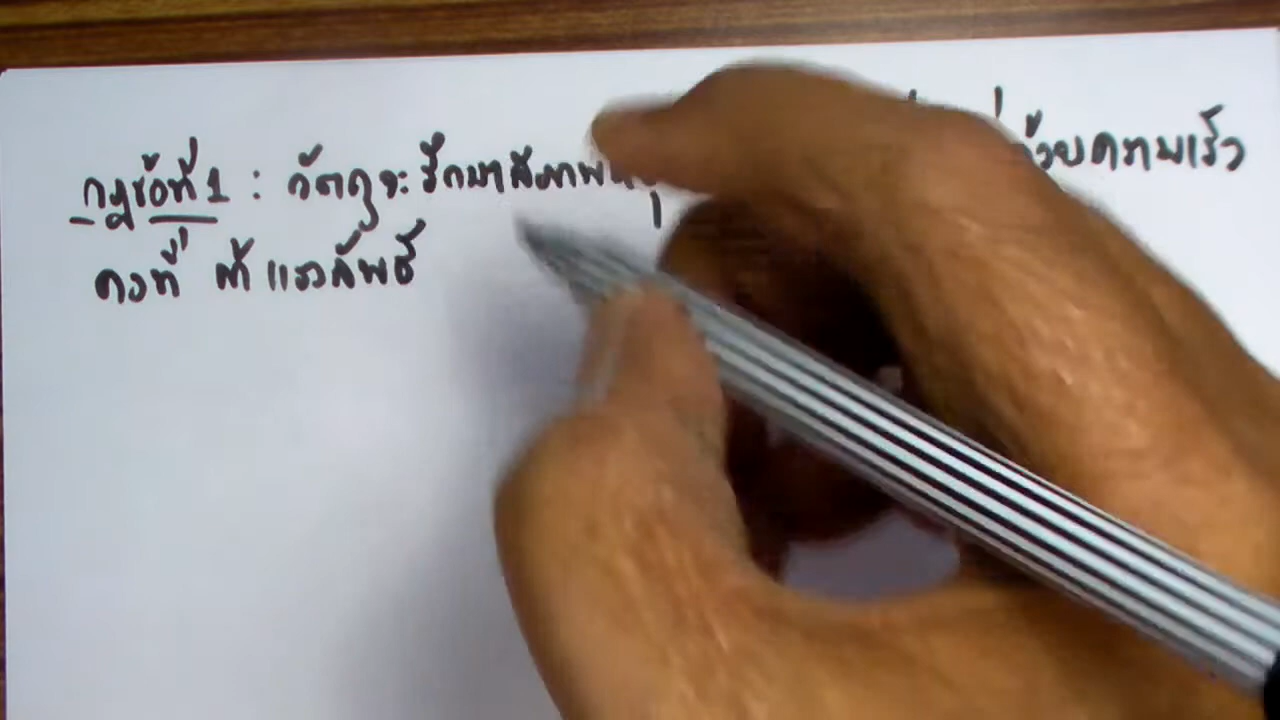 กฎข้อที่ 1 : วัตถุจะรักษาสภาพ ด้วยความเร็ว
คงที่ ถ้าแรงลัพธ์